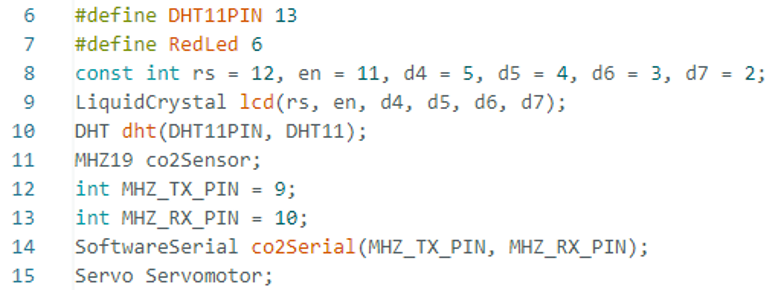 6 #define DHT11PIN 13
7 #define RedLed 6
8 const int rs = 12, en = 11, d4 = 5, d5 = 4, d6 = 3, d7 = 2;
9 LiquidCrystal lcd(rs, en, d4, d5, d6, d7);
10 DHT dht(DHT11PIN, DHT11);
11 MHZ19 co2Sensor;
12 int MHZ_TX_PIN = 9;
13 int MHZ_RX_PIN = 10;
14 SoftwareSerial co2Serial(MHZ_TX_PIN, MHZ_RX_PIN);
15 Servo Servomotor;